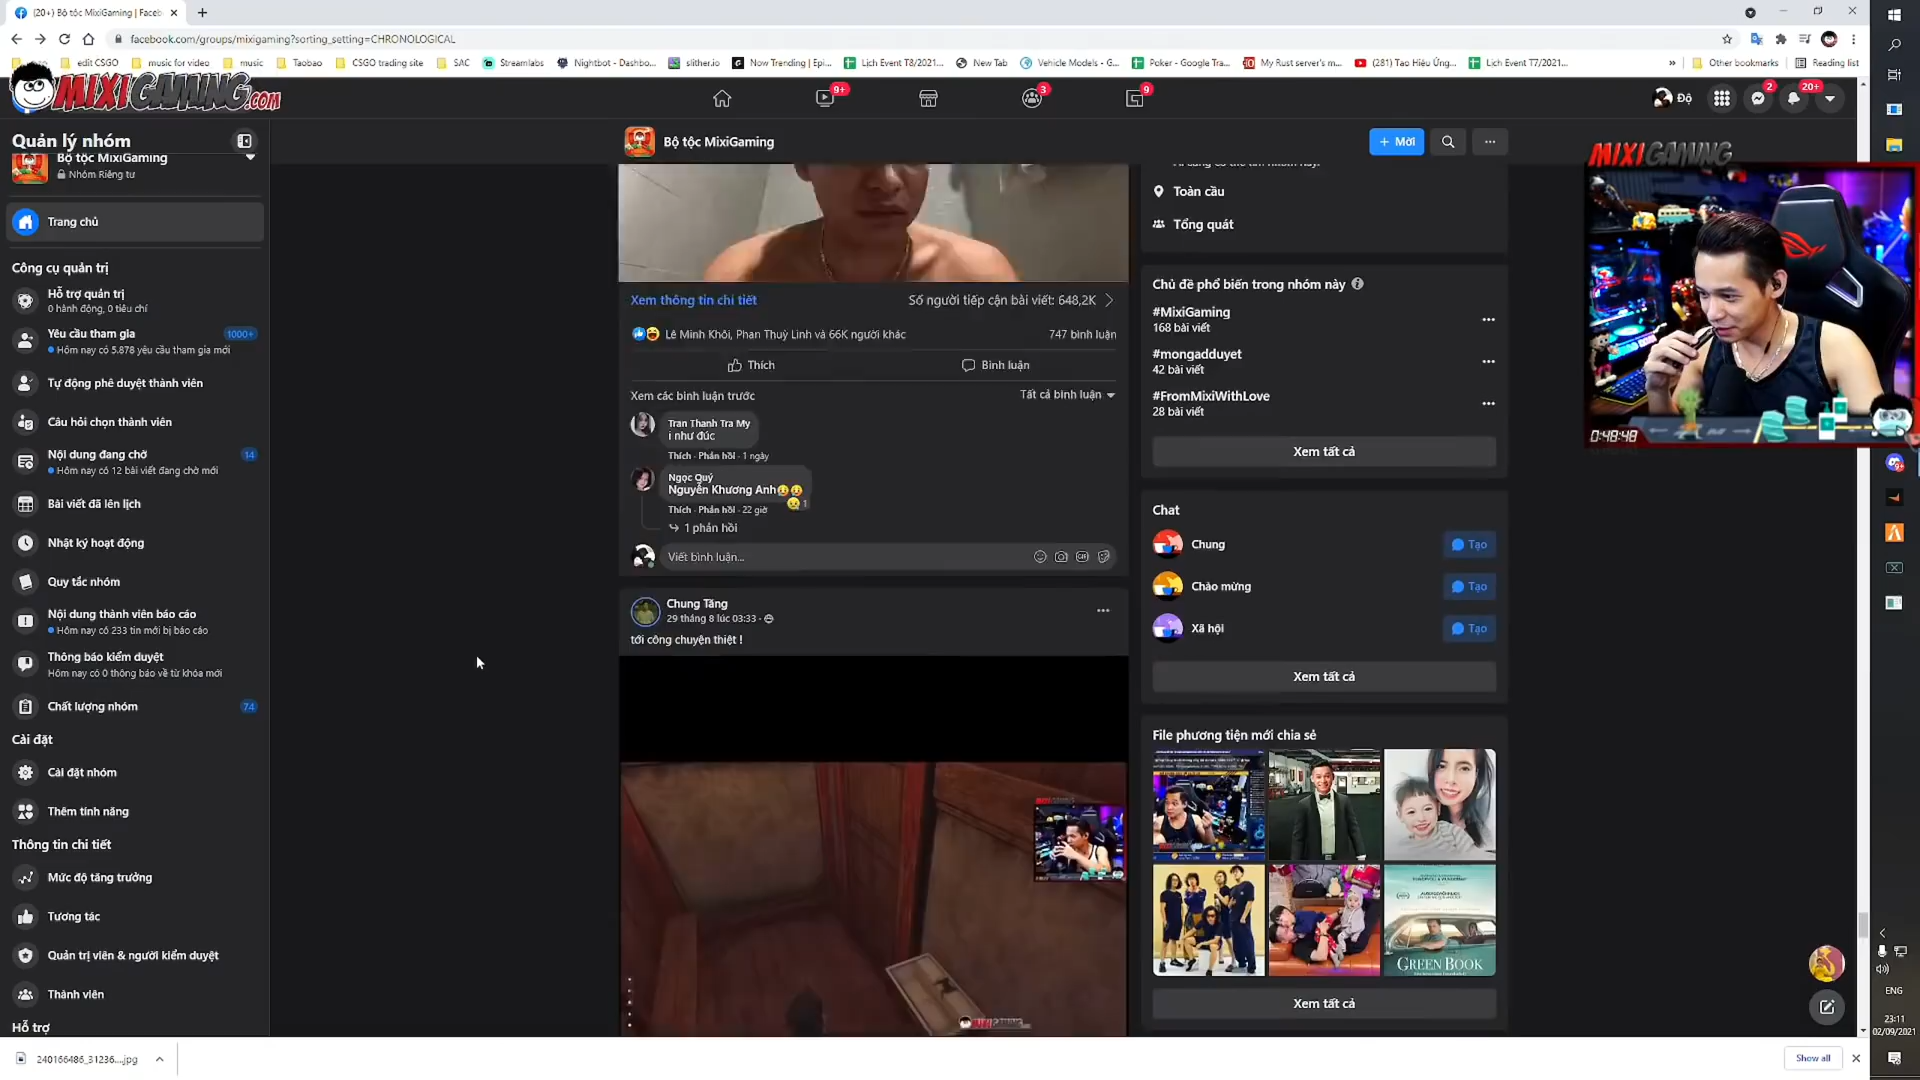 (20+) Bộ tộc MixiGaming | Faceb
facebook.com/groups/mixigaming?sorting_setting=CHRONOLOGICAL
edit CSGO
music for video
music
Taobao
CSGO trading site
SAC
Streamlabs
Nightbot - Dashbo...
slither.io
Now Trending | Epi...
Lich Event T8/2021...
New Tab
Vehicle Models - G...
Poker - Google Tra...
My Rust server's m...
(281) Tao Hiệu Ứng...
Lich Event T7/2021...
»
Other bookmarks
Reading list
MIXIGAMING.COM
9+
3
9
Độ
2
20+
Quản lý nhóm
Bộ tộc MixiGaming
Nhóm Riêng tư
Trang chủ
Công cụ quản trị
Hỗ trợ quản trị
0 hành động, 0 tiêu chí
Yêu cầu tham gia
1000+
Hôm nay có 5.878 yêu cầu tham gia mới
Tự động phê duyệt thành viên
Câu hỏi chọn thành viên
Nội dung đang chờ
14
Hôm nay có 12 bài viết đang chờ mới
Bài viết đã lên lịch
Nhật ký hoạt động
Quy tắc nhóm
Nội dung thành viên báo cáo
Hôm nay có 233 tin mới bị báo cáo
Thông báo kiểm duyệt
Hôm nay có 0 thông báo về từ khóa mới
Chất lượng nhóm
74
Cài đặt
Cài đặt nhóm
Thêm tính năng
Thông tin chi tiết
Mức độ tăng trưởng
Tương tác
Quản trị viên & người kiểm duyệt
Thành viên
Hỗ trợ
Bộ tộc MixiGaming
+ Mời
Xem thông tin chi tiết
Số người tiếp cận bài viết: 648,2K
Lê Minh Khôi, Phan Thuỳ Linh và 66K người khác
747 bình luận
Thích
Bình luận
Xem các bình luận trước
Tất cả bình luận
Tran Thanh Tra My
i như đúc
Thích · Phản hồi · 1 ngày
Ngọc Quý
Nguyễn Khương Anh😢😢
1
Thích · Phản hồi · 22 giờ
1 phản hồi
Viết bình luận...
GIF
Chung Tăng
29 tháng 8 lúc 03:33
tới công chuyện thiệt !
MIXIGAMING
Toàn cầu
Tổng quát
Chủ đề phổ biến trong nhóm này
#MixiGaming
168 bài viết
#mongadduyet
42 bài viết
#FromMixiWithLove
28 bài viết
Xem tất cả
Chat
Chung
Tạo
Chào mừng
Tạo
Xã hội
Tạo
Xem tất cả
File phương tiện mới chia sẻ
GREEN BOOK
Xem tất cả
MIXIGAMING
0:48:48
9+
ENG
23:11
02/09/2021
240166486_31236....jpg
Show all